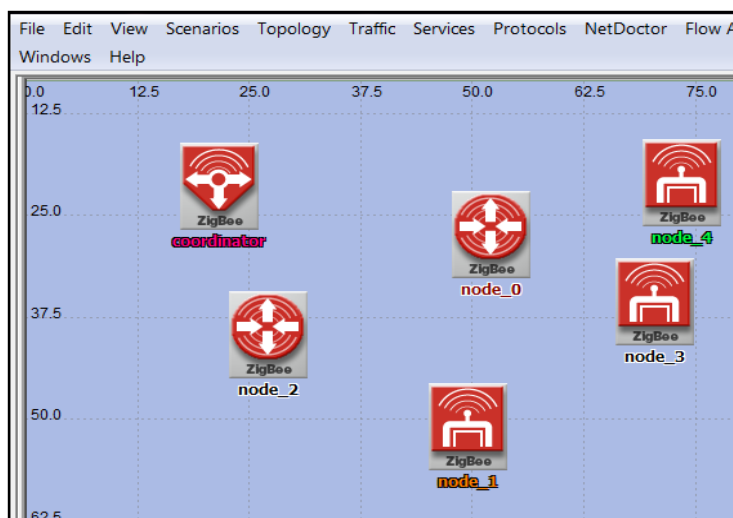 File Edit View Scenarios Topology Traffic Services Protocols NetDoctor Flow A
Windows Help
0.0 12.5 25.0 37.5 50.0 62.5 75.0
12.5
ZigBee
coordinator
25.0
ZigBee
node_0
ZigBee
node_4
37.5
ZigBee
node_2
ZigBee
node_3
50.0
ZigBee
node_1
62.5